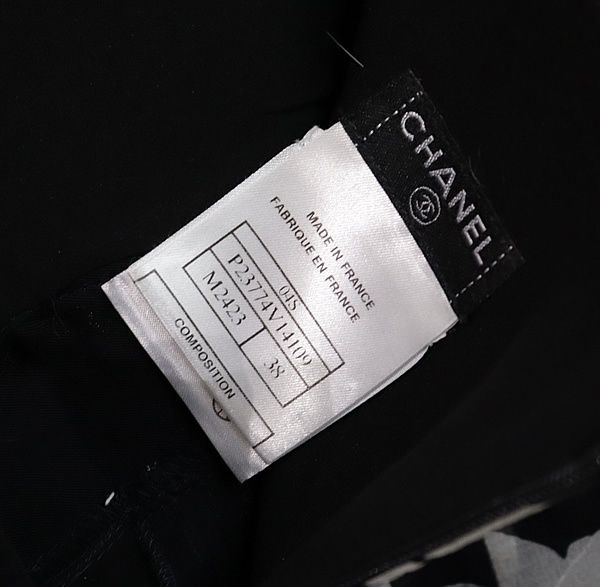 CHANEL
MADE IN FRANCE
FABRIQUE EN FRANCE
04S
P23774V14109
M2423 38
COMPOSITION